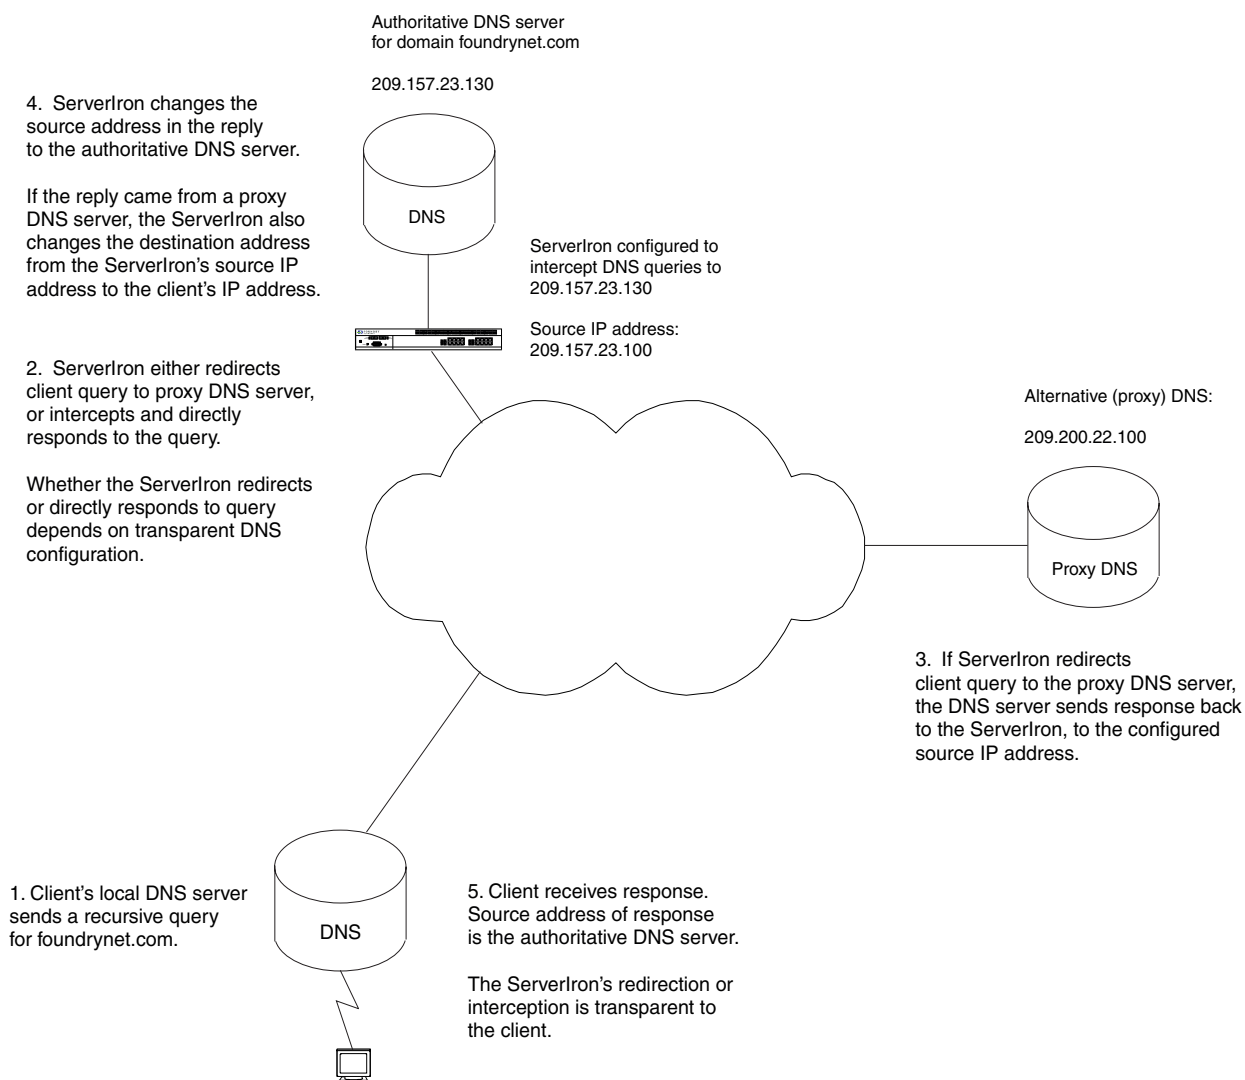 Authoritative DNS server
for domain foundrynet.com
209.157.23.130
4. ServerIron changes the
source address in the reply
to the authoritative DNS server.
If the reply came from a proxy
DNS server, the ServerIron also
changes the destination address
from the ServerIron's source IP
address to the client's IP address.
DNS
ServerIron configured to
intercept DNS queries to
209.157.23.130
Source IP address:
209.157.23.100
2. ServerIron either redirects
client query to proxy DNS server,
or intercepts and directly
responds to the query.
Whether the ServerIron redirects
or directly responds to query
depends on transparent DNS
configuration.
Alternative (proxy) DNS:
209.200.22.100
Proxy DNS
3. If ServerIron redirects
client query to the proxy DNS server,
the DNS server sends response back
to the ServerIron, to the configured
source IP address.
1. Client's local DNS server
sends a recursive query
for foundrynet.com.
DNS
5. Client receives response.
Source address of response
is the authoritative DNS server.
The ServerIron's redirection or
interception is transparent to
the client.